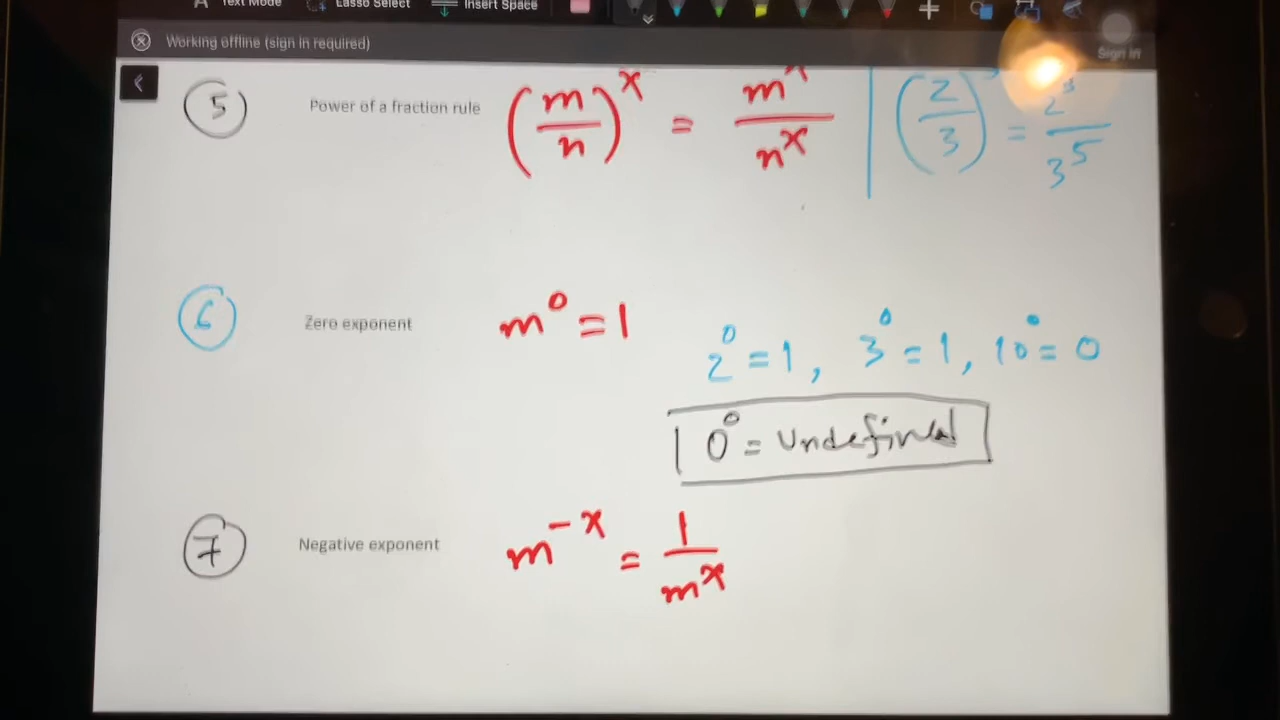 Text Mode Lasso Select Insert Space
Working offline (sign in required) Sign in
5 Power of a fraction rule (m/n)^x = m^x/n^x | (2/3) = 2/3^5
6 Zero exponent m^0 = 1
2^0 = 1, 3^0 = 1, 10^0 = 0
0^0 = undefined
7 Negative exponent m^-x = 1/m^x